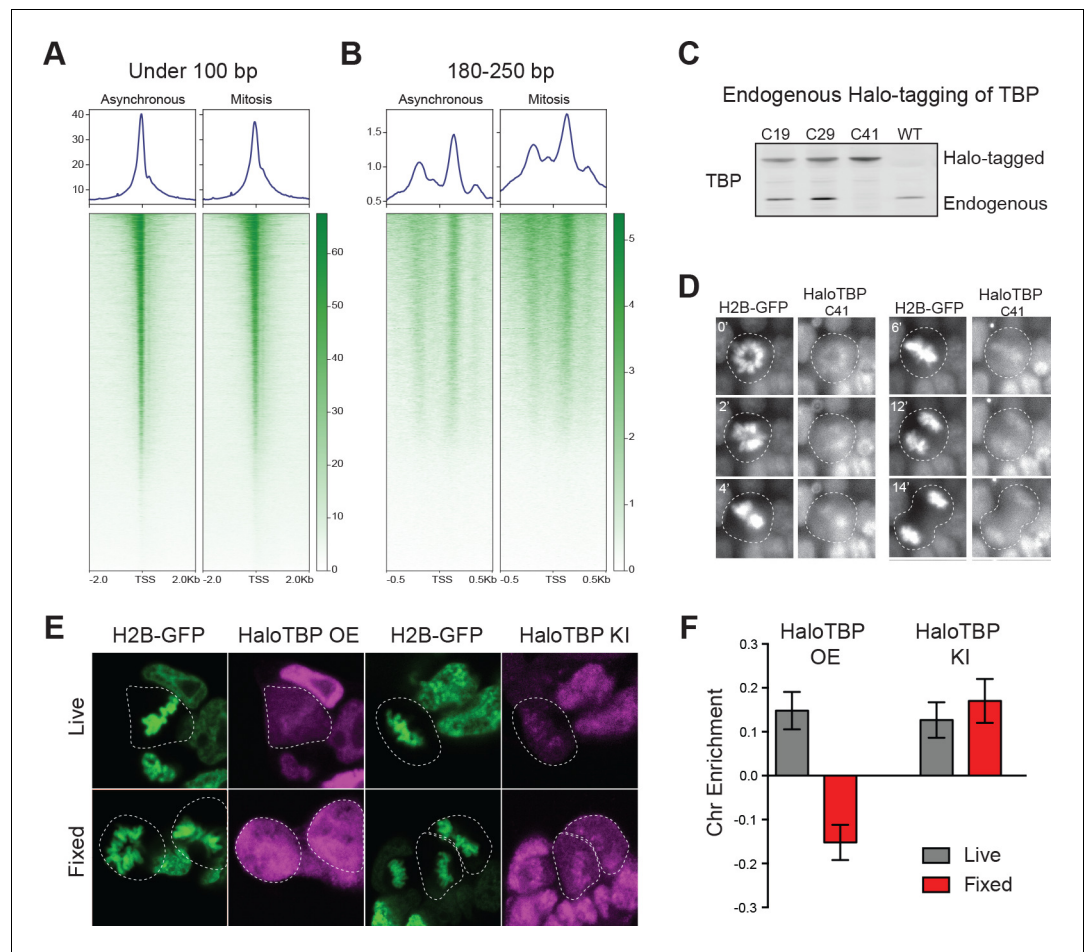 A
Under 100 bp
Asynchronous
Mitosis
40
30
20
10
60
50
40
30
20
10
0
-2.0 TSS 2.0Kb -2.0 TSS 2.0Kb
B
180-250 bp
Asynchronous
Mitosis
1.5
1.0
0.5
5
4
3
2
1
0
-0.5 TSS 0.5Kb -0.5 TSS 0.5Kb
C
Endogenous Halo-tagging of TBP
C19 C29 C41 WT
TBP
Halo-tagged
Endogenous
D
H2B-GFP
HaloTBP
C41
H2B-GFP
HaloTBP
C41
0'
6'
2'
12'
4'
14'
E
H2B-GFP
HaloTBP OE
H2B-GFP
HaloTBP KI
Live
Fixed
F
HaloTBP
OE
HaloTBP
KI
Chr Enrichment
0.3
0.2
0.1
0.0
-0.1
-0.2
-0.3
Live
Fixed